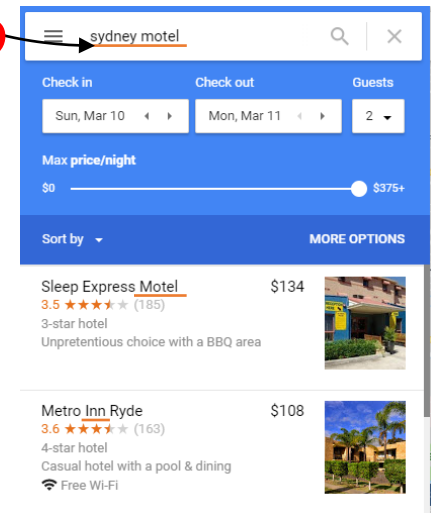 sydney motel
Check in Check out Guests
Sun, Mar 10 Mon, Mar 11 2
Max price/night
$0 $375+
Sort by MORE OPTIONS
Sleep Express Motel $134
3.5 (185)
3-star hotel
Unpretentious choice with a BBQ area
Metro Inn Ryde $108
3.6 (163)
4-star hotel
Casual hotel with a pool & dining
Free Wi-Fi